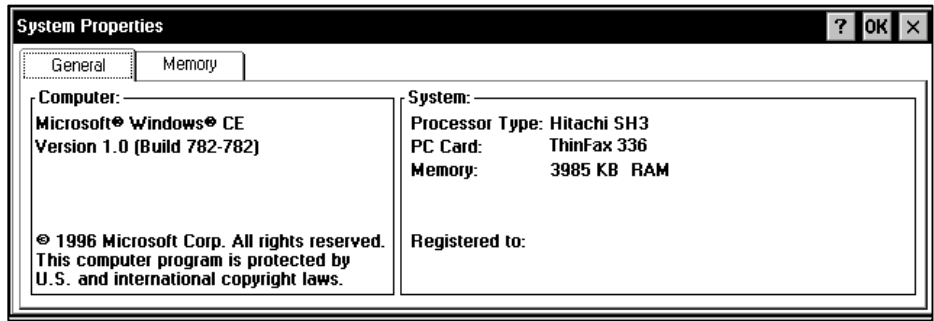 System Properties
? OK ×
General Memory
Computer:
Microsoft® Windows® CE
Version 1.0 (Build 782-782)
© 1996 Microsoft Corp. All rights reserved.
This computer program is protected by
U.S. and international copyright laws.
System:
Processor Type: Hitachi SH3
PC Card: ThinFax 336
Memory: 3985 KB RAM
Registered to: